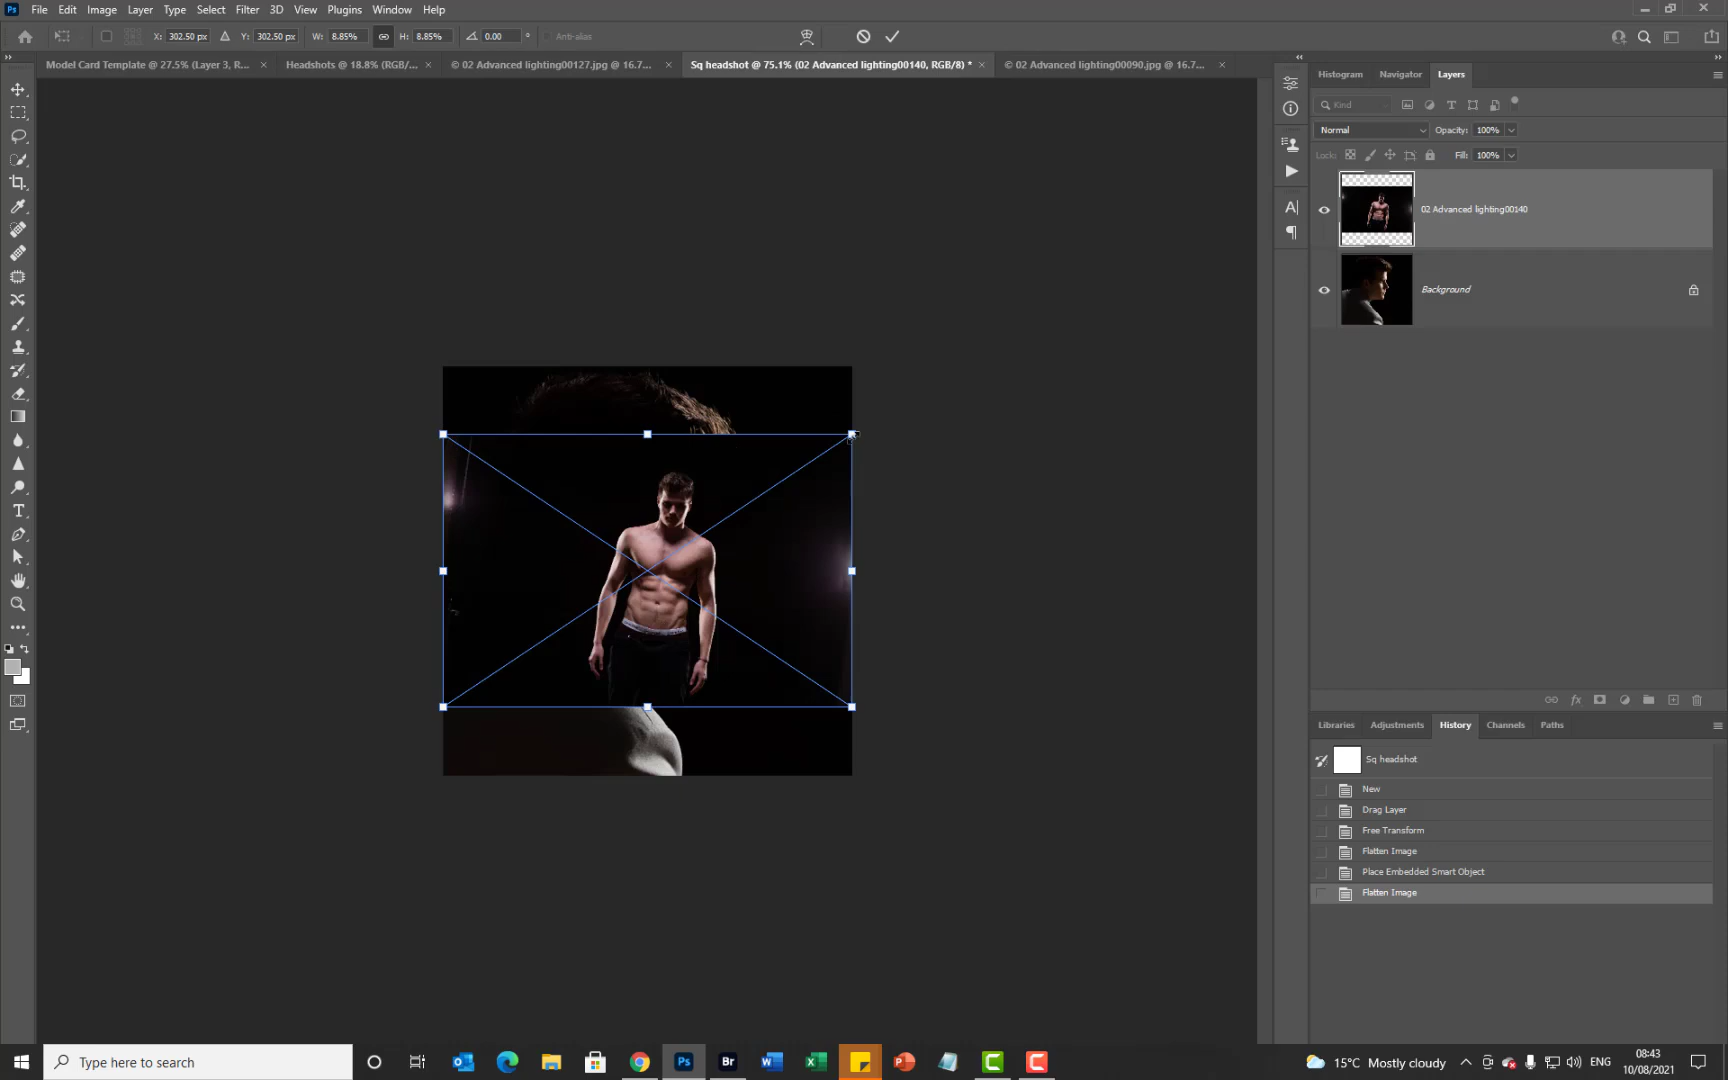 Ps File Edit Image Layer Type Select Filter 3D View Plugins Window Help
X: 302.50 px Y: 302.50 px W: 8.85% H: 8.85% 0.00 ° Anti-alias
Model Card Template @ 27.5% (Layer 3, R... × Headshots @ 18.8% (RGB/... × © 02 Advanced lighting00127.jpg @ 16.7... × Sq headshot @ 75.1% (02 Advanced lighting00140, RGB/8) * × © 02 Advanced lighting00090.jpg @ 16.7... ×
Histogram Navigator Layers
Kind
Normal Opacity: 100%
Lock: Fill: 100%
02 Advanced lighting00140
Background
Libraries Adjustments History Channels Paths
Sq headshot
New
Drag Layer
Free Transform
Flatten Image
Place Embedded Smart Object
Flatten Image
Type here to search
Ps Br
15°C Mostly cloudy
ENG
08:43
10/08/2021